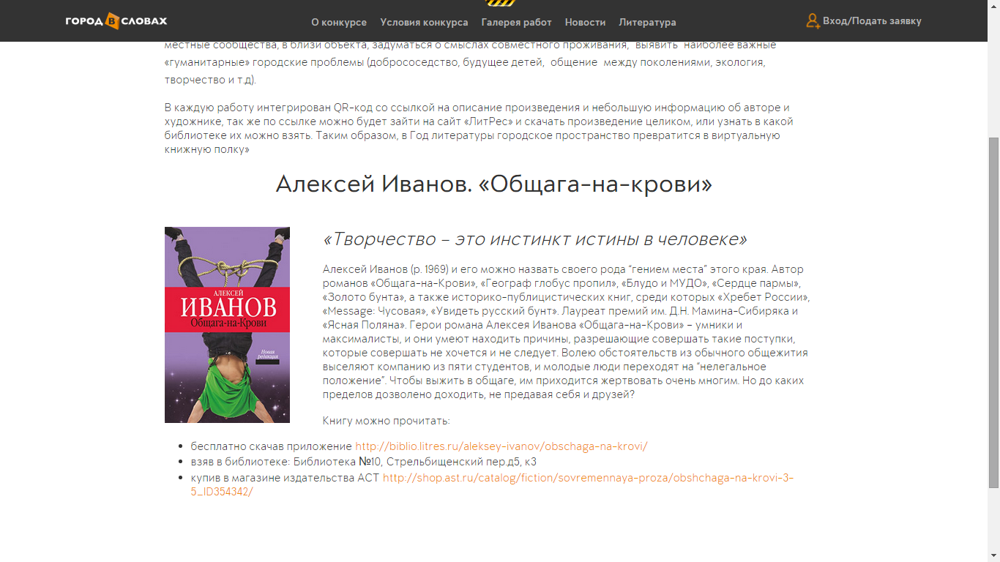 ГОРОД В СЛОВАХ
О конкурсе Условия конкурса Галерея работ Новости Литература
Вход/Подать заявку
местные сообщества, в близи объекта, задуматься о смыслах совместного проживания, выявить наиболее важные
«гуманитарные» городские проблемы (добрососедство, будущее детей, общение между поколениями, экология,
творчество и т.д).
В каждую работу интегрирован QR-код со ссылкой на описание произведения и небольшую информацию об авторе и
художнике, так же по ссылке можно будет зайти на сайт «ЛитРес» и скачать произведение целиком, или узнать в какой
библиотеке их можно взять. Таким образом, в Год литературы городское пространство превратится в виртуальную
книжную полку»
Алексей Иванов. «Общага-на-крови»
АЛЕКСЕЙ
ИВАНОВ
Общага-на-Крови
Новая
редакция
«Творчество – это инстинкт истины в человеке»
Алексей Иванов (р. 1969) и его можно назвать своего рода “гением места” этого края. Автор
романов «Общага-на-Крови», «Географ глобус пропил», «Блудо и МУДО», «Сердце пармы»,
«Золото бунта», а также историко-публицистических книг, среди которых «Хребет России»,
«Message: Чусовая», «Увидеть русский бунт». Лауреат премий им. Д.Н. Мамина-Сибиряка и
«Ясная Поляна». Герои романа Алексея Иванова «Общага-на-Крови» – умники и
максималисты, и они умеют находить причины, разрешающие совершать такие поступки,
которые совершать не хочется и не следует. Волею обстоятельств из обычного общежития
выселяют компанию из пяти студентов, и молодые люди переходят на “нелегальное
положение”. Чтобы выжить в общаге, им приходится жертвовать очень многим. Но до каких
пределов дозволено доходить, не предавая себя и друзей?
Книгу можно прочитать:
бесплатно скачав приложение http://biblio.litres.ru/aleksey-ivanov/obschaga-na-krovi/
взяв в библиотеке: Библиотека №10, Стрельбищенский пер.д5, к3
купив в магазине издательства АСТ http://shop.ast.ru/catalog/fiction/sovremennaya-proza/obshchaga-na-krovi-3-
5_ID354342/